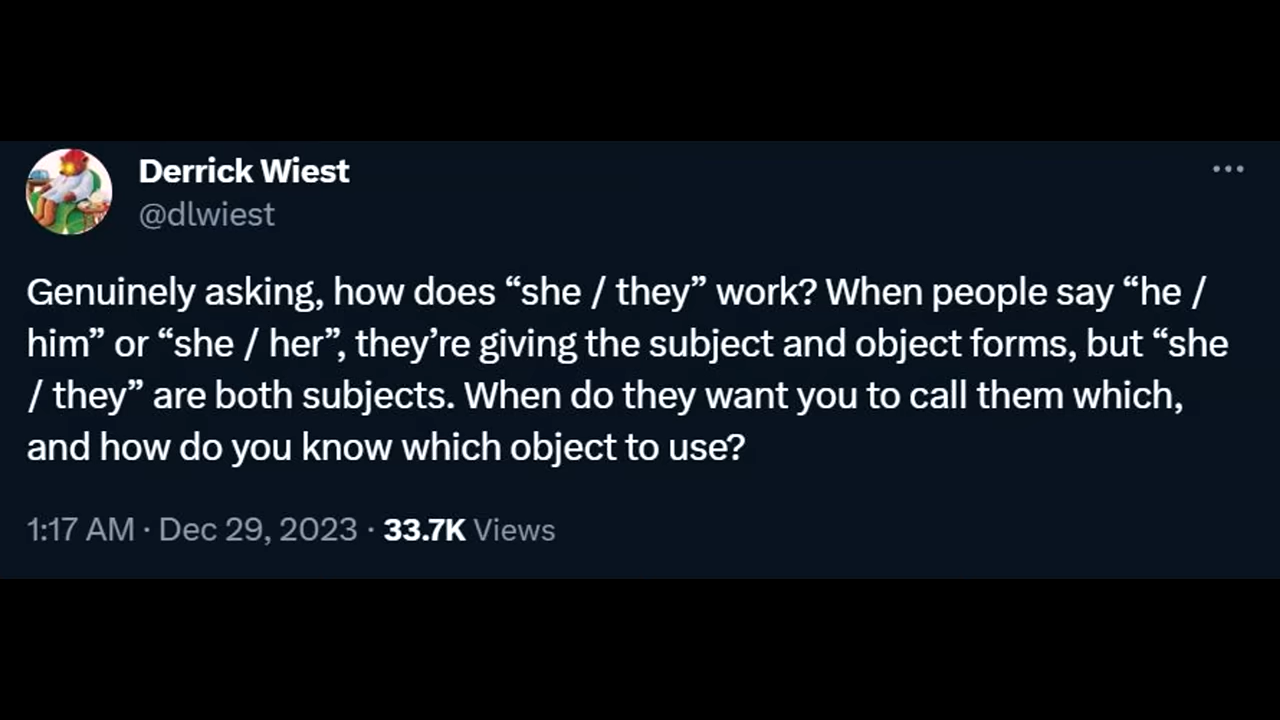 Derrick Wiest
@dlwiest
Genuinely asking, how does “she / they” work? When people say “he /
him” or “she / her”, they’re giving the subject and object forms, but “she
/ they” are both subjects. When do they want you to call them which,
and how do you know which object to use?
1:17 AM · Dec 29, 2023 · 33.7K Views